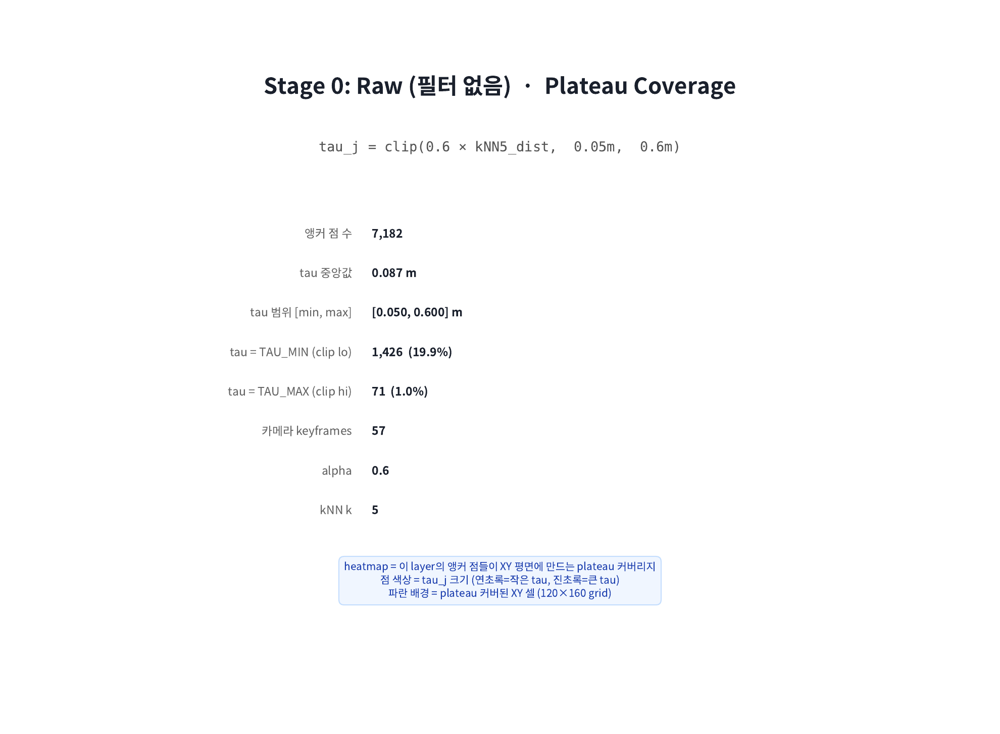 Stage 0: Raw (필터 없음) · Plateau Coverage
tau_j = clip(0.6 × kNN5_dist, 0.05m, 0.6m)
앵커 점 수 7,182
tau 중앙값 0.087 m
tau 범위 [min, max] [0.050, 0.600] m
tau = TAU_MIN (clip lo) 1,426 (19.9%)
tau = TAU_MAX (clip hi) 71 (1.0%)
카메라 keyframes 57
alpha 0.6
kNN k 5
heatmap = 이 layer의 앵커 점들이 XY 평면에 만드는 plateau 커버리지
점 색상 = tau_j 크기 (연초록=작은 tau, 진초록=큰 tau)
파란 배경 = plateau 커버된 XY 셀 (120×160 grid)